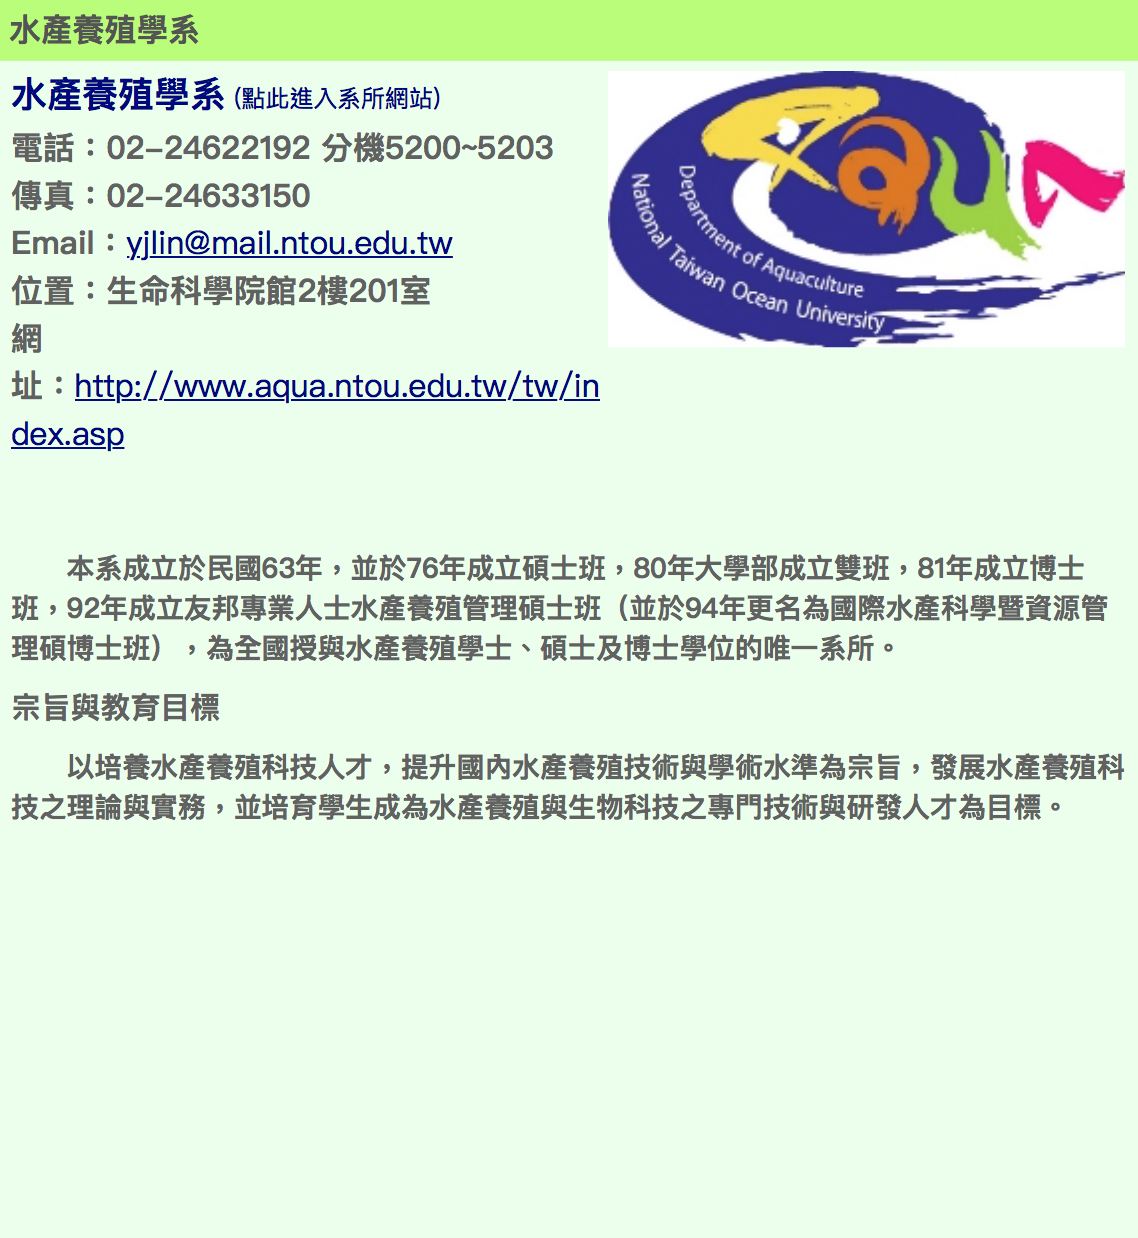 水產養殖學系
水產養殖學系 (點此進入系所網站)
電話：02-24622192 分機5200~5203
傳真：02-24633150
Email：yjlin@mail.ntou.edu.tw
位置：生命科學院館2樓201室
網
址：http://www.aqua.ntou.edu.tw/tw/in
dex.asp
aqua
Department of Aquaculture
National Taiwan Ocean University
本系成立於民國63年，並於76年成立碩士班，80年大學部成立雙班，81年成立博士
班，92年成立友邦專業人士水產養殖管理碩士班（並於94年更名為國際水產科學暨資源管
理碩博士班），為全國授與水產養殖學士、碩士及博士學位的唯一系所。
宗旨與教育目標
以培養水產養殖科技人才，提升國內水產養殖技術與學術水準為宗旨，發展水產養殖科
技之理論與實務，並培育學生成為水產養殖與生物科技之專門技術與研發人才為目標。